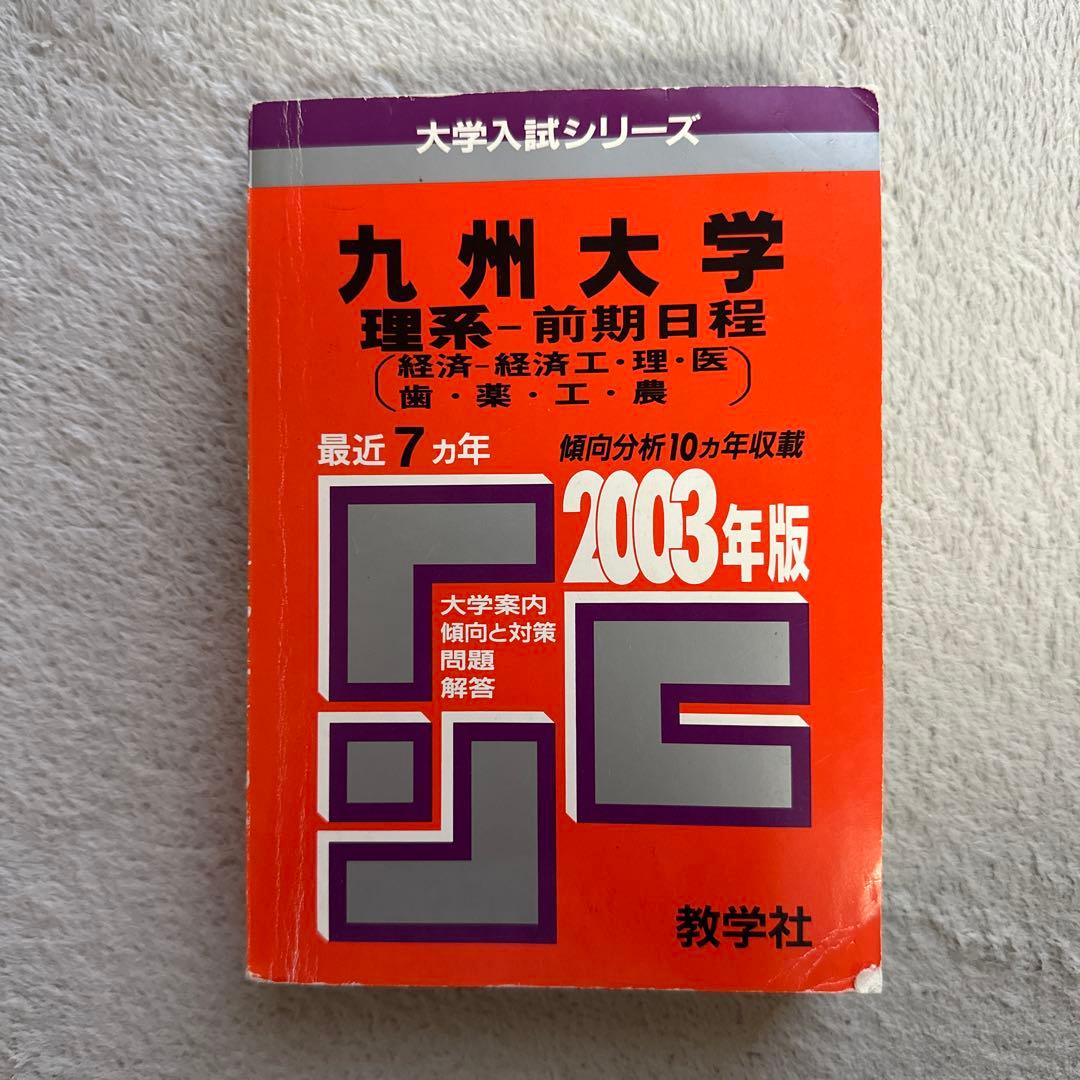 大学入試シリーズ
九州大学
理系-前期日程
(経済-経済工・理・医
歯・薬・工・農)
最近7ヵ年
傾向分析10ヵ年収載
2003年版
大学案内
傾向と対策
問題
解答
教学社